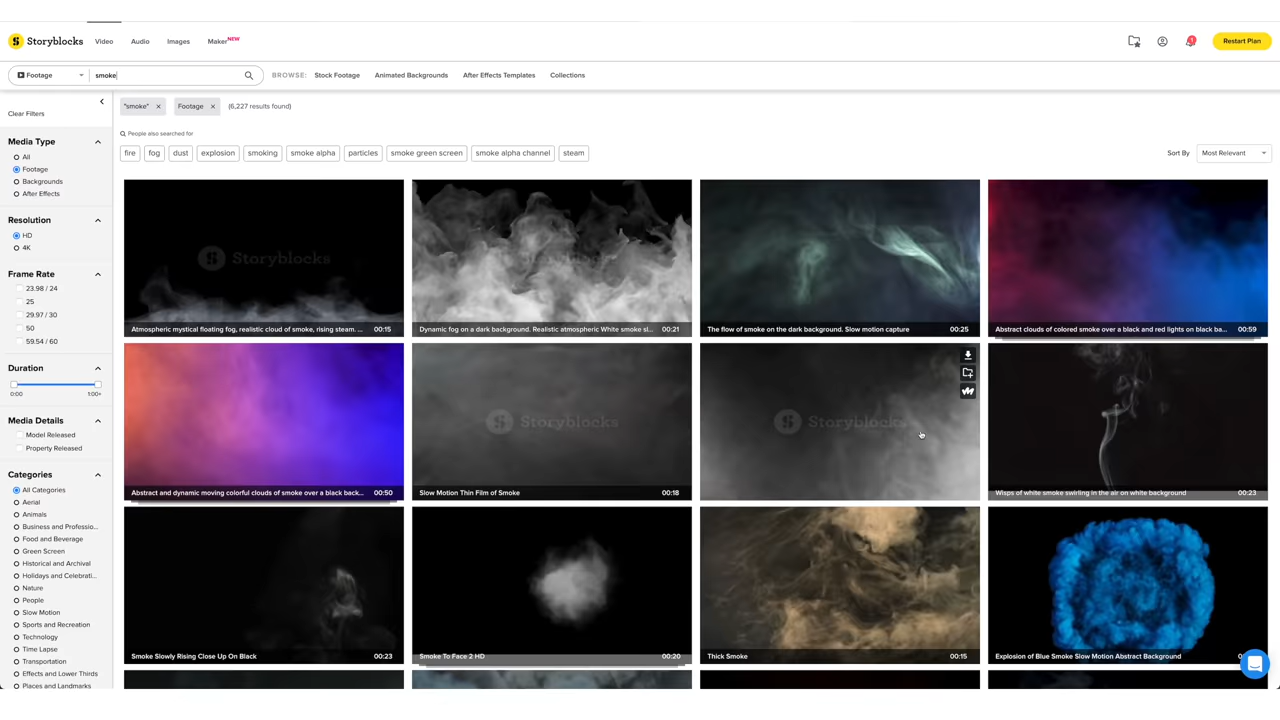 Storyblocks
Video
Audio
Images
Maker NEW
1
Restart Plan
Footage
smoke
BROWSE:
Stock Footage
Animated Backgrounds
After Effects Templates
Collections
Clear Filters
"smoke"
Footage
(6,227 results found)
People also searched for
fire
fog
dust
explosion
smoking
smoke alpha
particles
smoke green screen
smoke alpha channel
steam
Sort By
Most Relevant
Media Type
All
Footage
Backgrounds
After Effects
Resolution
HD
4K
Frame Rate
23.98 / 24
25
29.97 / 30
50
59.54 / 60
Duration
0:00
1:00+
Media Details
Model Released
Property Released
Categories
All Categories
Aerial
Animals
Business and Professio...
Food and Beverage
Green Screen
Historical and Archival
Holidays and Celebrati...
Nature
People
Slow Motion
Sports and Recreation
Technology
Time Lapse
Transportation
Effects and Lower Thirds
Places and Landmarks
Storyblocks
Atmospheric mystical floating fog, realistic cloud of smoke, rising steam. ... 00:15
Dynamic fog on a dark background. Realistic atmospheric White smoke sl... 00:21
The flow of smoke on the dark background. Slow motion capture 00:25
Abstract clouds of colored smoke over a black and red lights on black ba... 00:59
Abstract and dynamic moving colorful clouds of smoke over a black back... 00:50
Storyblocks
Slow Motion Thin Film of Smoke 00:18
Storyblocks
Wisps of white smoke swirling in the air on white background 00:23
Smoke Slowly Rising Close Up On Black 00:23
Smoke To Face 2 HD 00:20
Thick Smoke 00:15
Explosion of Blue Smoke Slow Motion Abstract Background